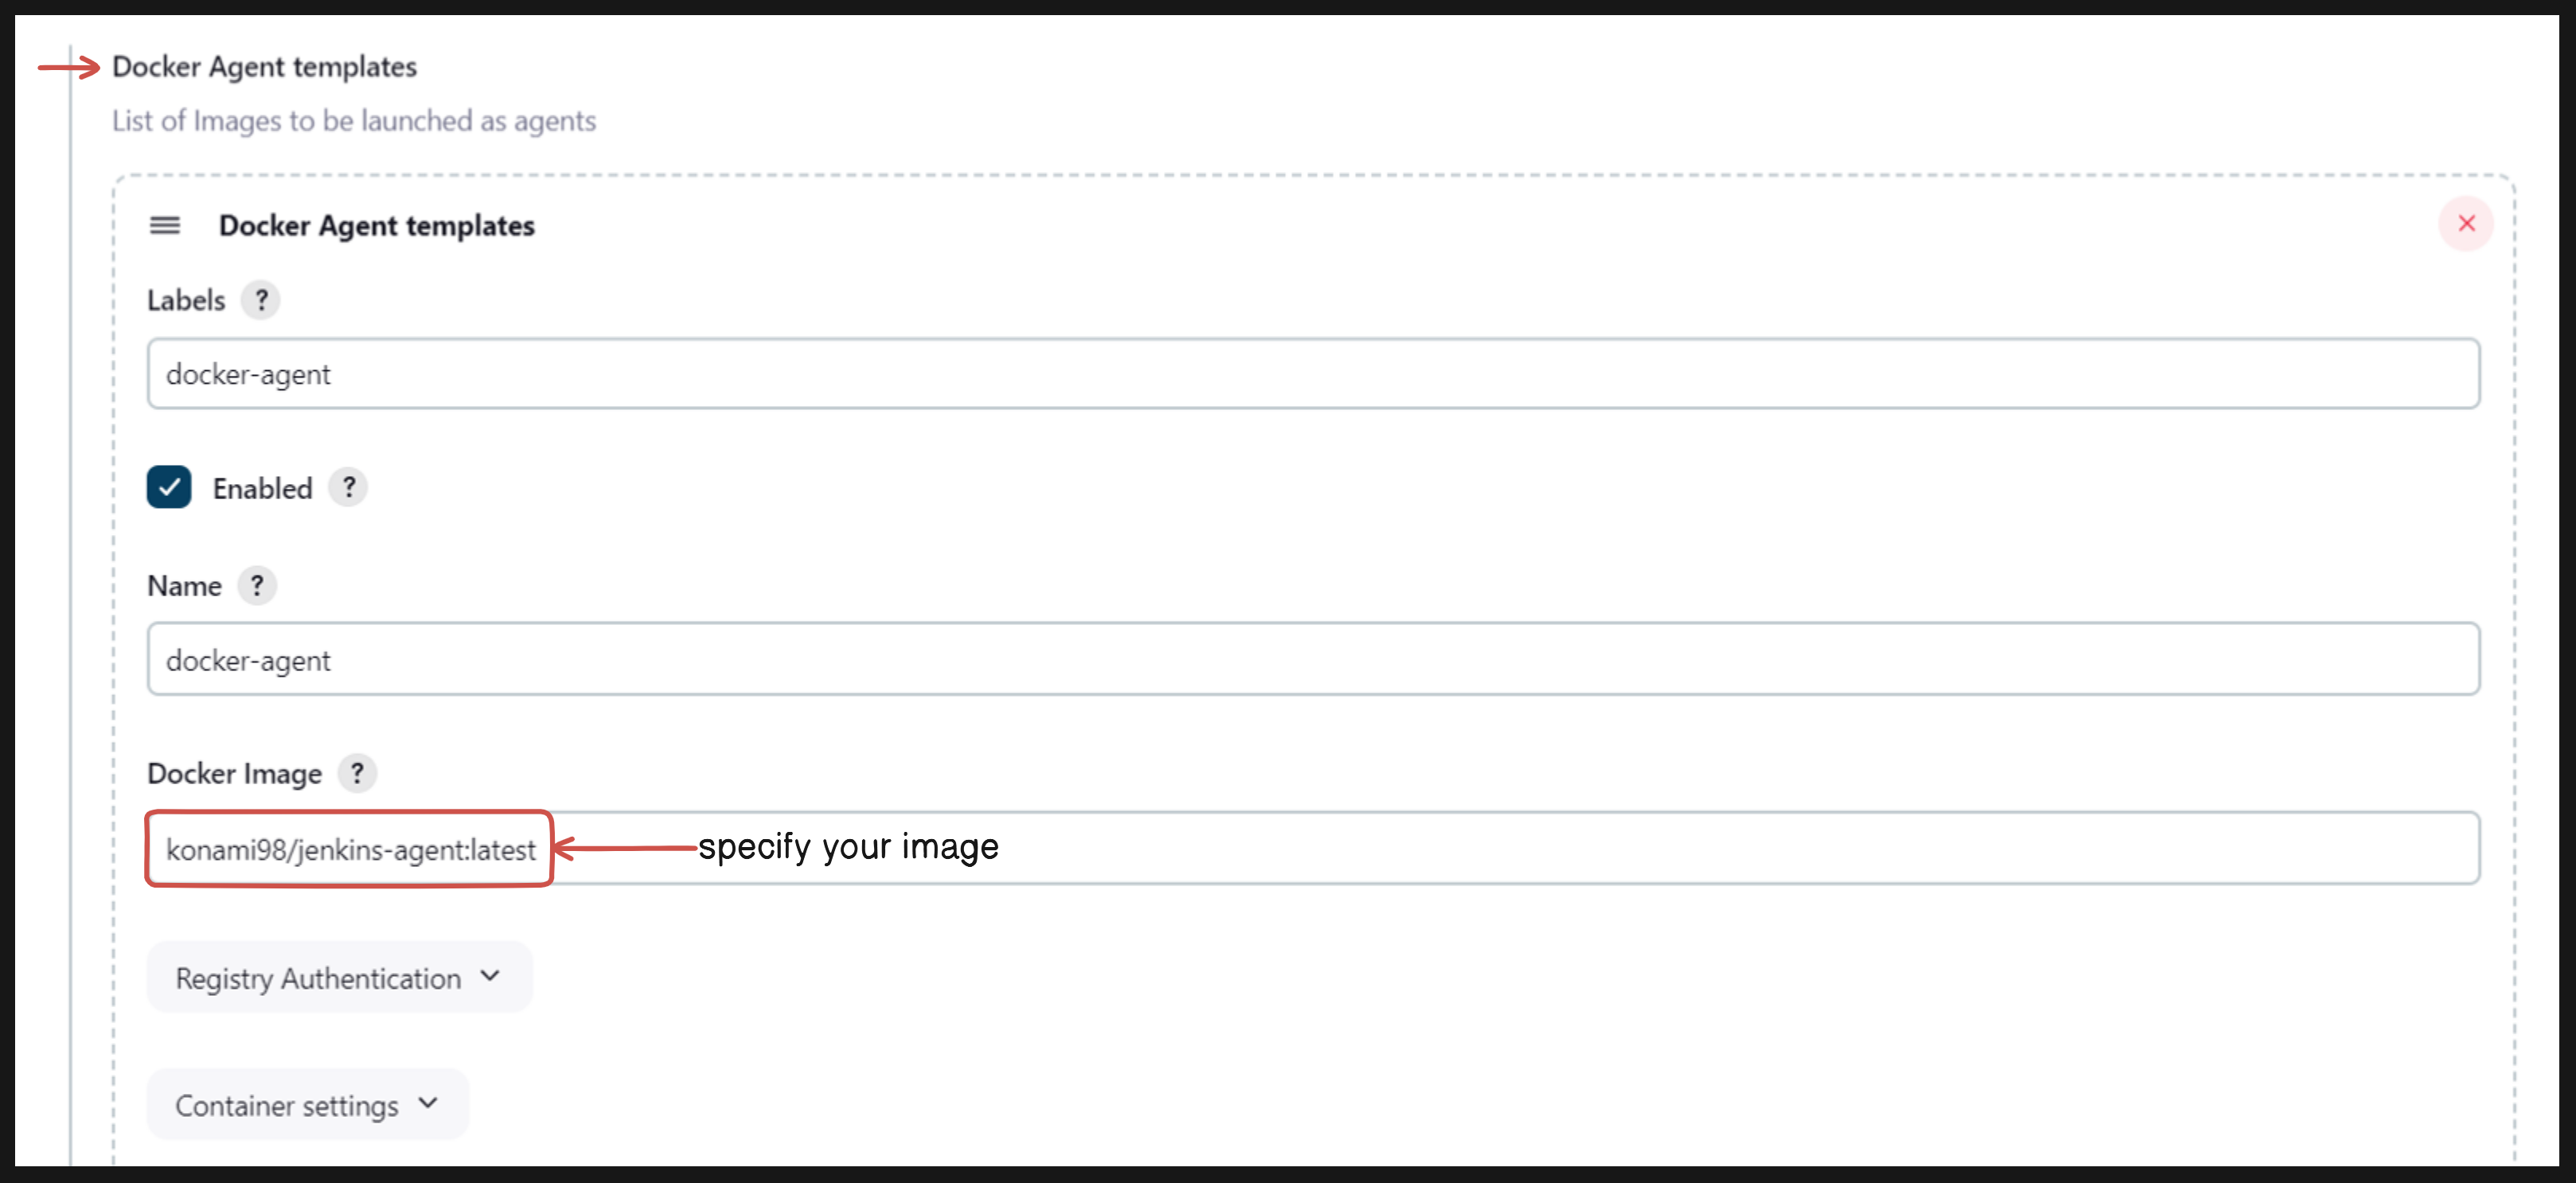 Docker Agent templates
List of Images to be launched as agents
Docker Agent templates
Labels ?
docker-agent
Enabled ?
Name ?
docker-agent
Docker Image ?
konami98/jenkins-agent:latest specify your image
Registry Authentication
Container settings